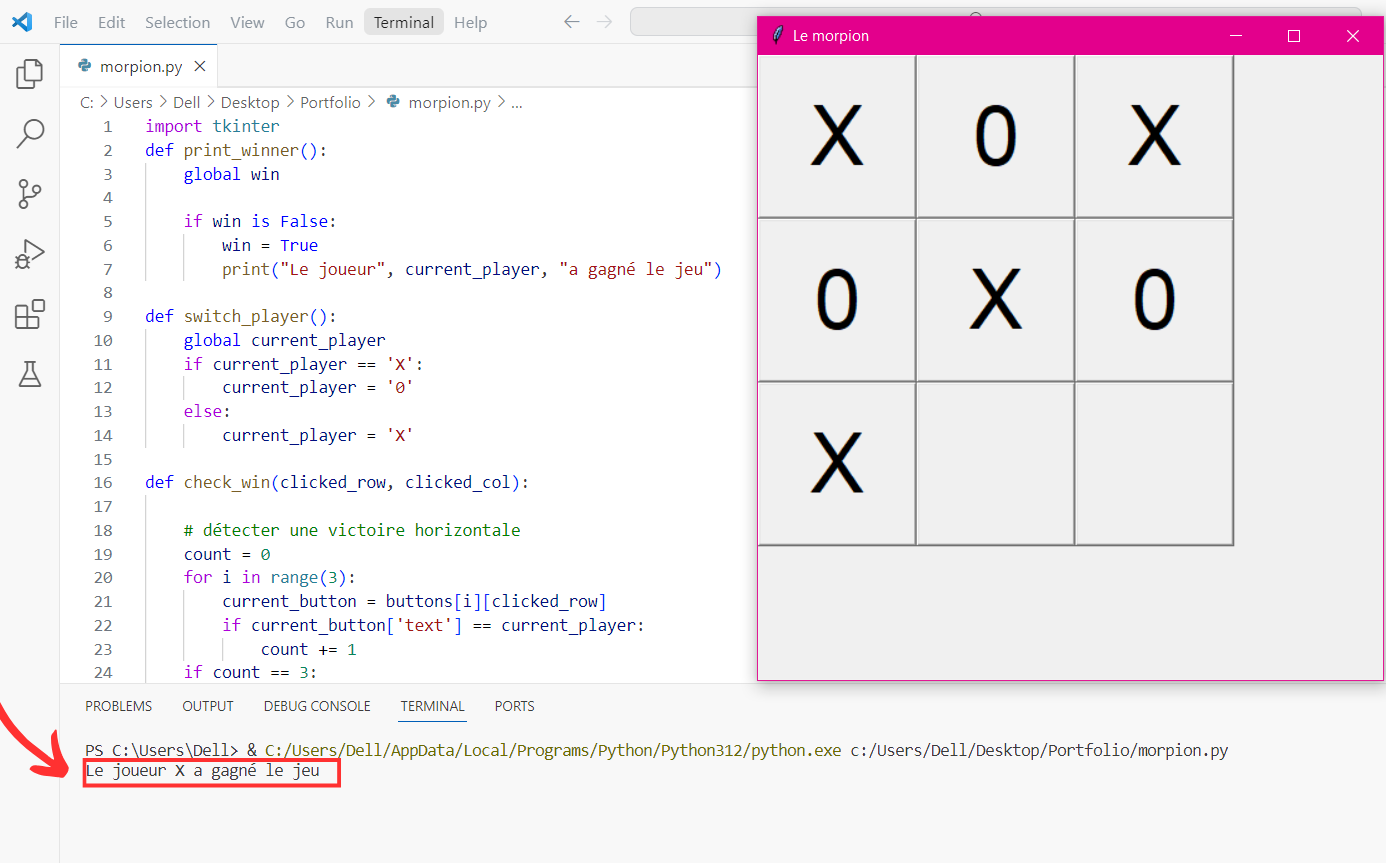 File Edit Selection View Go Run Terminal Help
morpion.py
C: > Users > Dell > Desktop > Portfolio > morpion.py > ...
1 import tkinter
2 def print_winner():
3 global win
4
5 if win is False:
6 win = True
7 print("Le joueur", current_player, "a gagné le jeu")
8
9 def switch_player():
10 global current_player
11 if current_player == 'X':
12 current_player = '0'
13 else:
14 current_player = 'X'
15
16 def check_win(clicked_row, clicked_col):
17
18 # détecter une victoire horizontale
19 count = 0
20 for i in range(3):
21 current_button = buttons[i][clicked_row]
22 if current_button['text'] == current_player:
23 count += 1
24 if count == 3:
Le morpion
X 0 X
0 X 0
X
PROBLEMS OUTPUT DEBUG CONSOLE TERMINAL PORTS
PS C:\Users\Dell> & C:/Users/Dell/AppData/Local/Programs/Python/Python312/python.exe c:/Users/Dell/Desktop/Portfolio/morpion.py
Le joueur X a gagné le jeu